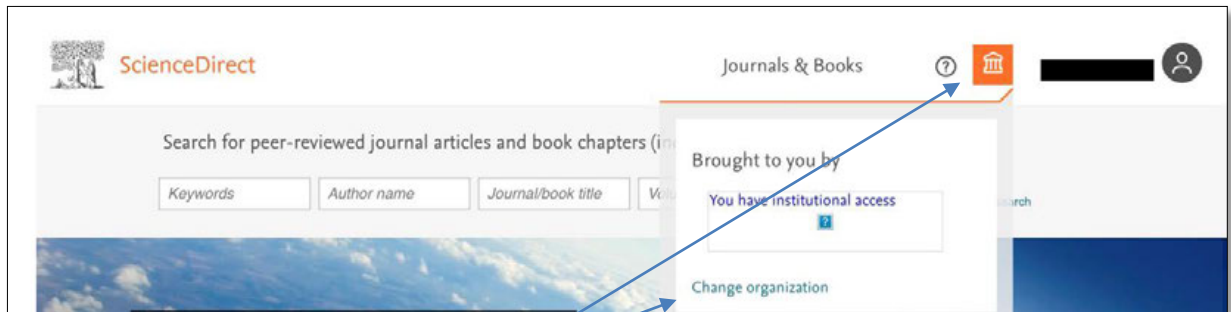 ScienceDirect
Journals & Books
?
Search for peer-reviewed journal articles and book chapters (in
Brought to you by
Keywords
Author name
Journal/book title
You have institutional access
?
Change organization